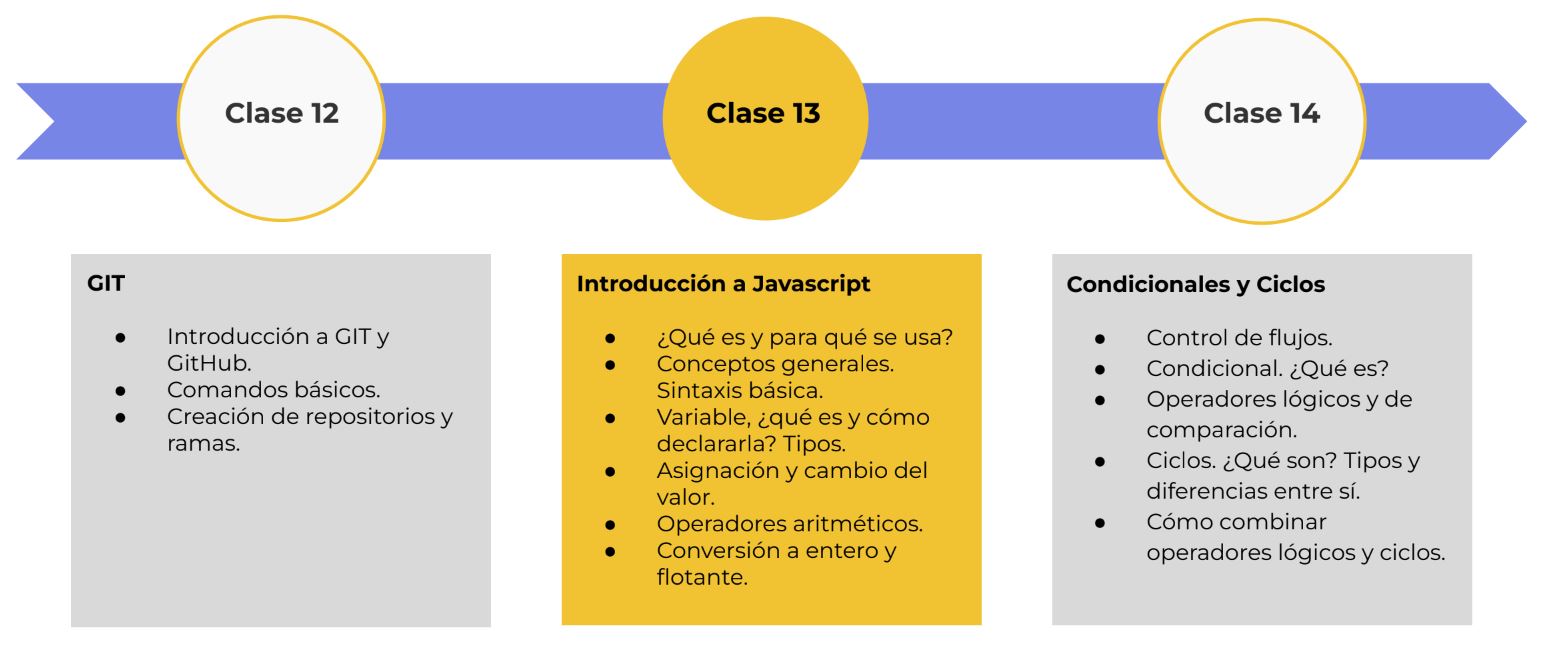 Clase 12
Clase 13
Clase 14
GIT
● Introducción a GIT y
GitHub.
● Comandos básicos.
● Creación de repositorios y
ramas.
Introducción a Javascript
● ¿Qué es y para qué se usa?
● Conceptos generales.
Sintaxis básica.
● Variable, ¿qué es y cómo
declararla? Tipos.
● Asignación y cambio del
valor.
● Operadores aritméticos.
● Conversión a entero y
flotante.
Condicionales y Ciclos
● Control de flujos.
● Condicional. ¿Qué es?
● Operadores lógicos y de
comparación.
● Ciclos. ¿Qué son? Tipos y
diferencias entre sí.
● Cómo combinar
operadores lógicos y ciclos.